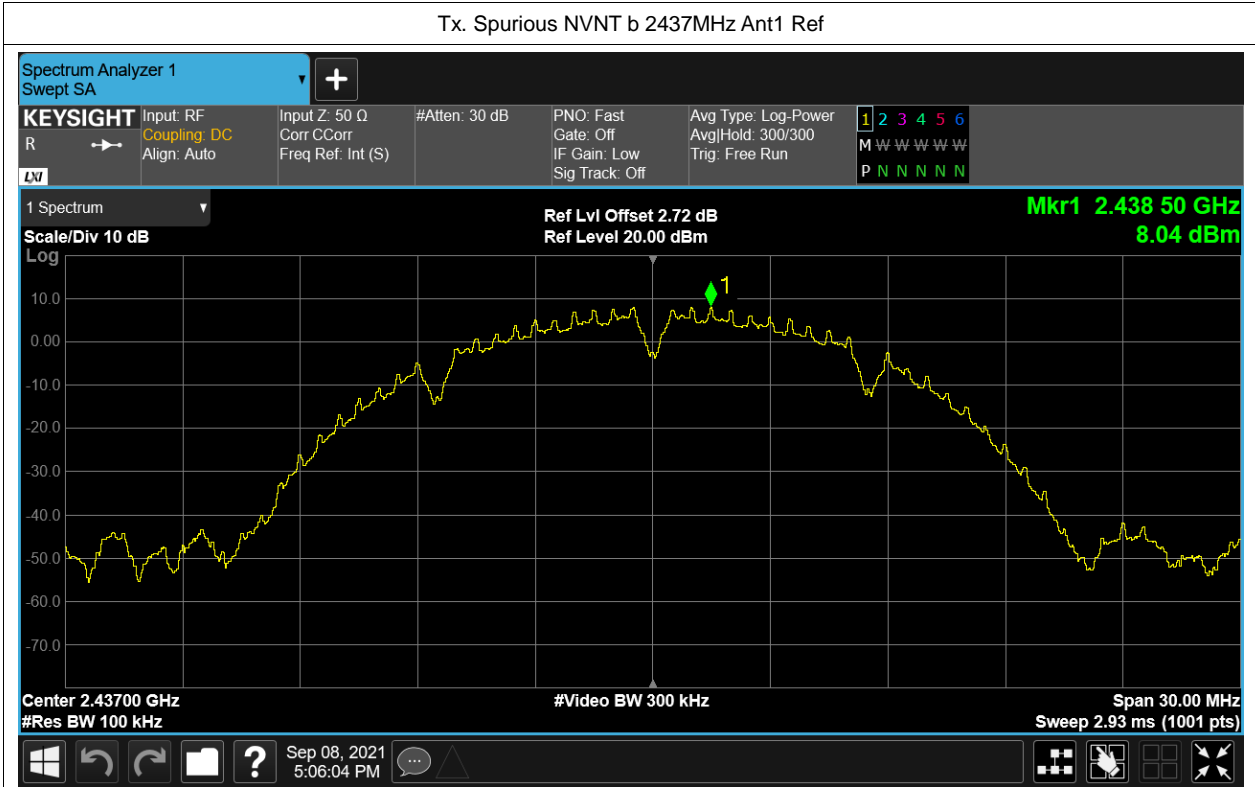 Tx. Spurious NVNT b 2437MHz Ant1 Ref
Spectrum Analyzer 1
Swept SA
KEYSIGHT
R
LXI
Input: RF
Coupling: DC
Align: Auto
Input Z: 50 Ω
Corr CCorr
Freq Ref: Int (S)
#Atten: 30 dB
PNO: Fast
Gate: Off
IF Gain: Low
Sig Track: Off
Avg Type: Log-Power
Avg|Hold: 300/300
Trig: Free Run
1 2 3 4 5 6
M W W W W W
P N N N N N
1 Spectrum
Scale/Div 10 dB
Log
Ref Lvl Offset 2.72 dB
Ref Level 20.00 dBm
Mkr1 2.438 50 GHz
8.04 dBm
1
10.0
0.00
-10.0
-20.0
-30.0
-40.0
-50.0
-60.0
-70.0
Center 2.43700 GHz
#Res BW 100 kHz
#Video BW 300 kHz
Span 30.00 MHz
Sweep 2.93 ms (1001 pts)
?
Sep 08, 2021
5:06:04 PM